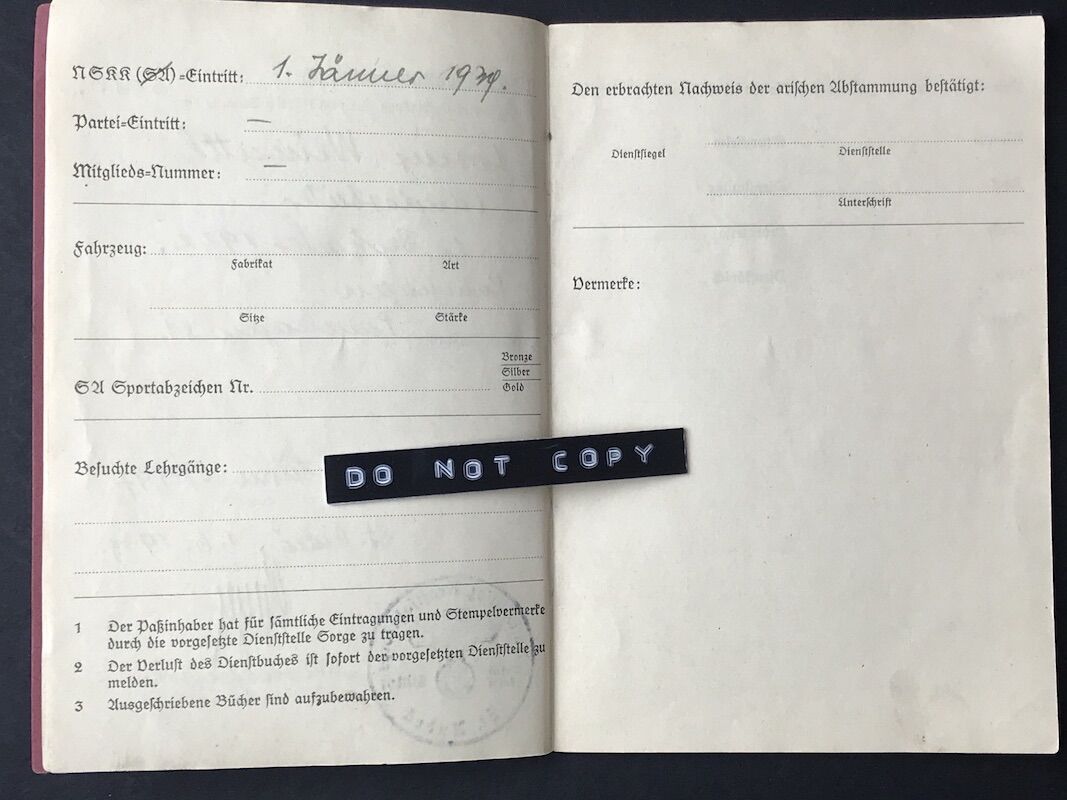 NSKK (SA)-Eintritt: 1. Jänner 1939.
Partei-Eintritt: —
Mitglieds-Nummer: —
Fahrzeug:
Fabrikat Art
Sitze Stärke
SA Sportabzeichen Nr.
Bronze
Silber
Gold
Besuchte Lehrgänge:
1 Der Paßinhaber hat für sämtliche Eintragungen und Stempelvermerke
durch die vorgesetzte Dienststelle Sorge zu tragen.
2 Der Verlust des Dienstbuches ist sofort der vorgesetzten Dienststelle zu
melden.
3 Ausgeschriebene Bücher sind aufzubewahren.
DO NOT COPY
Den erbrachten Nachweis der arischen Abstammung bestätigt:
Dienstsiegel Dienststelle
Unterschrift
Vermerke: